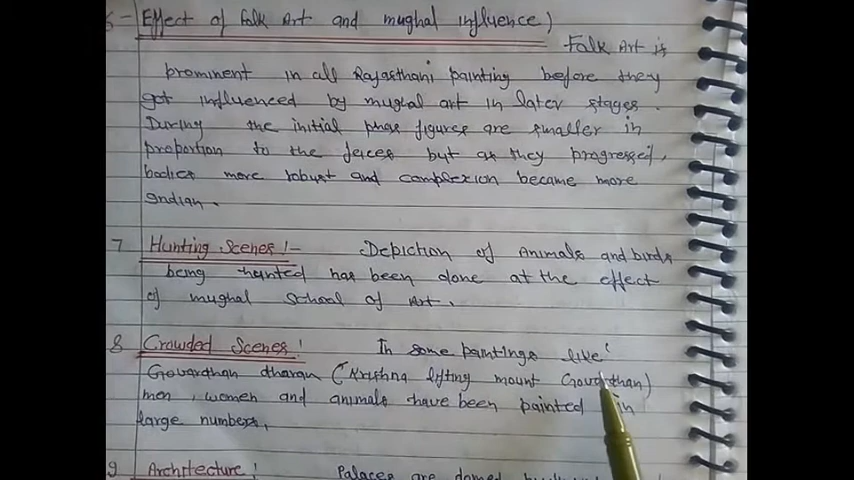 6- Effect of Folk Art and mughal influence)
Folk Art is
prominent in all Rajasthani painting before they
got influenced by mughal art in later stages.
During the initial phase figures are smaller in
proportion to the faces but as they progressed,
bodies more robust and complexion became more
Indian.
7 Hunting Scenes!- Depiction of Animals and birds
being hunted has been done at the effect
of mughal school of Art.
8 Crowded Scenes! In some paintings like'
Govardhan dharan (Krishna lifting mount Govardhan)
men, women and animals have been painted in
large numbers,
9 Architecture! Palaces are domed